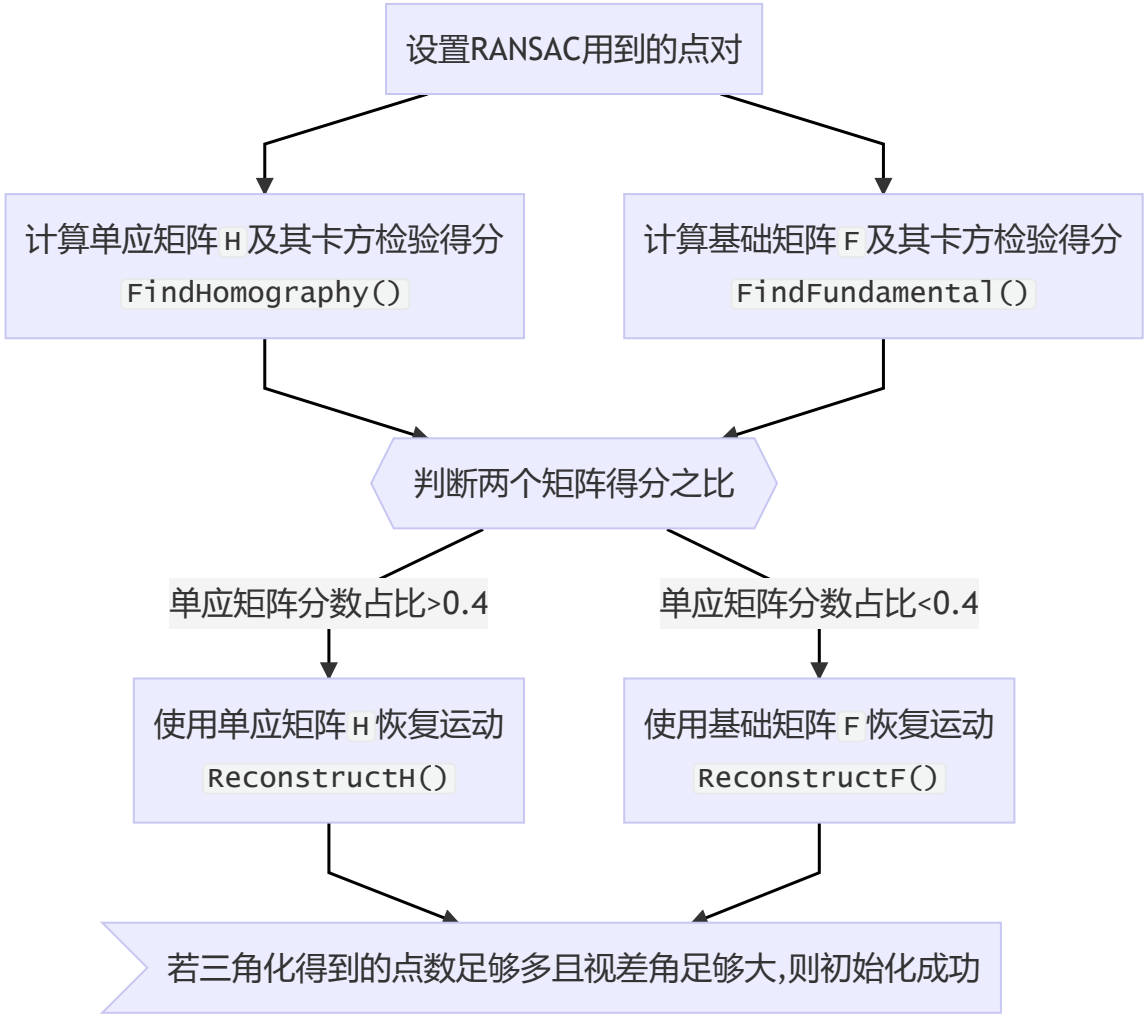 设置RANSAC用到的点对
计算单应矩阵H及其卡方检验得分
FindHomography()
计算基础矩阵F及其卡方检验得分
FindFundamental()
判断两个矩阵得分之比
单应矩阵分数占比>0.4
单应矩阵分数占比<0.4
使用单应矩阵H恢复运动
ReconstructH()
使用基础矩阵F恢复运动
ReconstructF()
若三角化得到的点数足够多且视差角足够大,则初始化成功